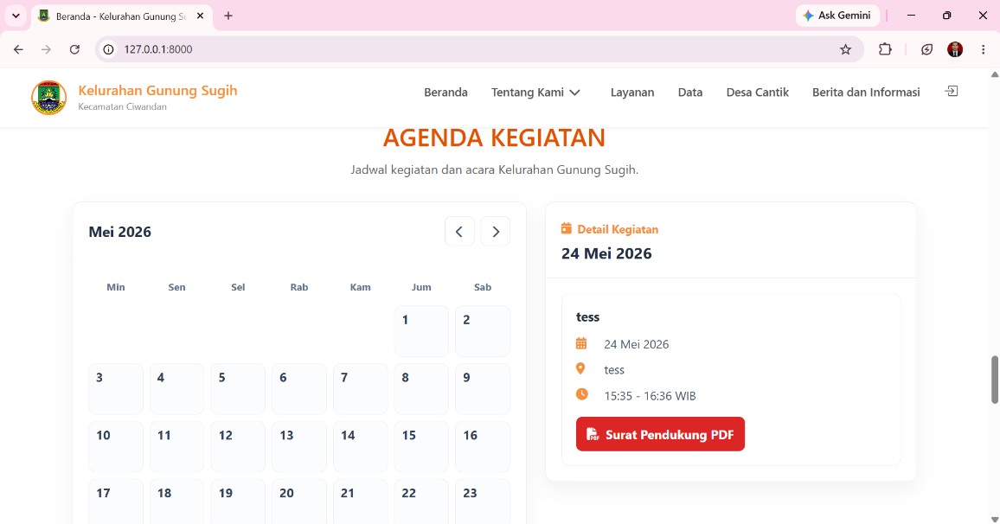 Beranda - Kelurahan Gunung Su
Ask Gemini
127.0.0.1:8000
Kelurahan Gunung Sugih
Kecamatan Ciwandan
Beranda
Tentang Kami
Layanan
Data
Desa Cantik
Berita dan Informasi
AGENDA KEGIATAN
Jadwal kegiatan dan acara Kelurahan Gunung Sugih.
Mei 2026
Min Sen Sel Rab Kam Jum Sab
1 2
3 4 5 6 7 8 9
10 11 12 13 14 15 16
17 18 19 20 21 22 23
Detail Kegiatan
24 Mei 2026
tess
24 Mei 2026
tess
15:35 - 16:36 WIB
PDF Surat Pendukung PDF